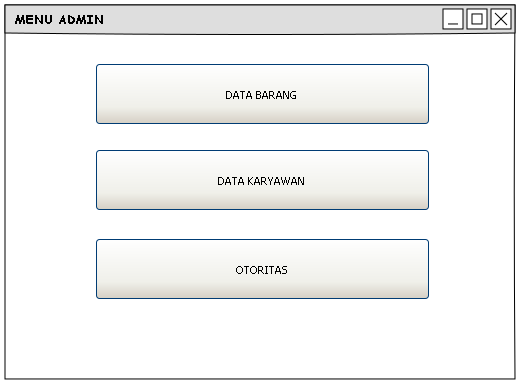 MENU ADMIN
DATA BARANG
DATA KARYAWAN
OTORITAS